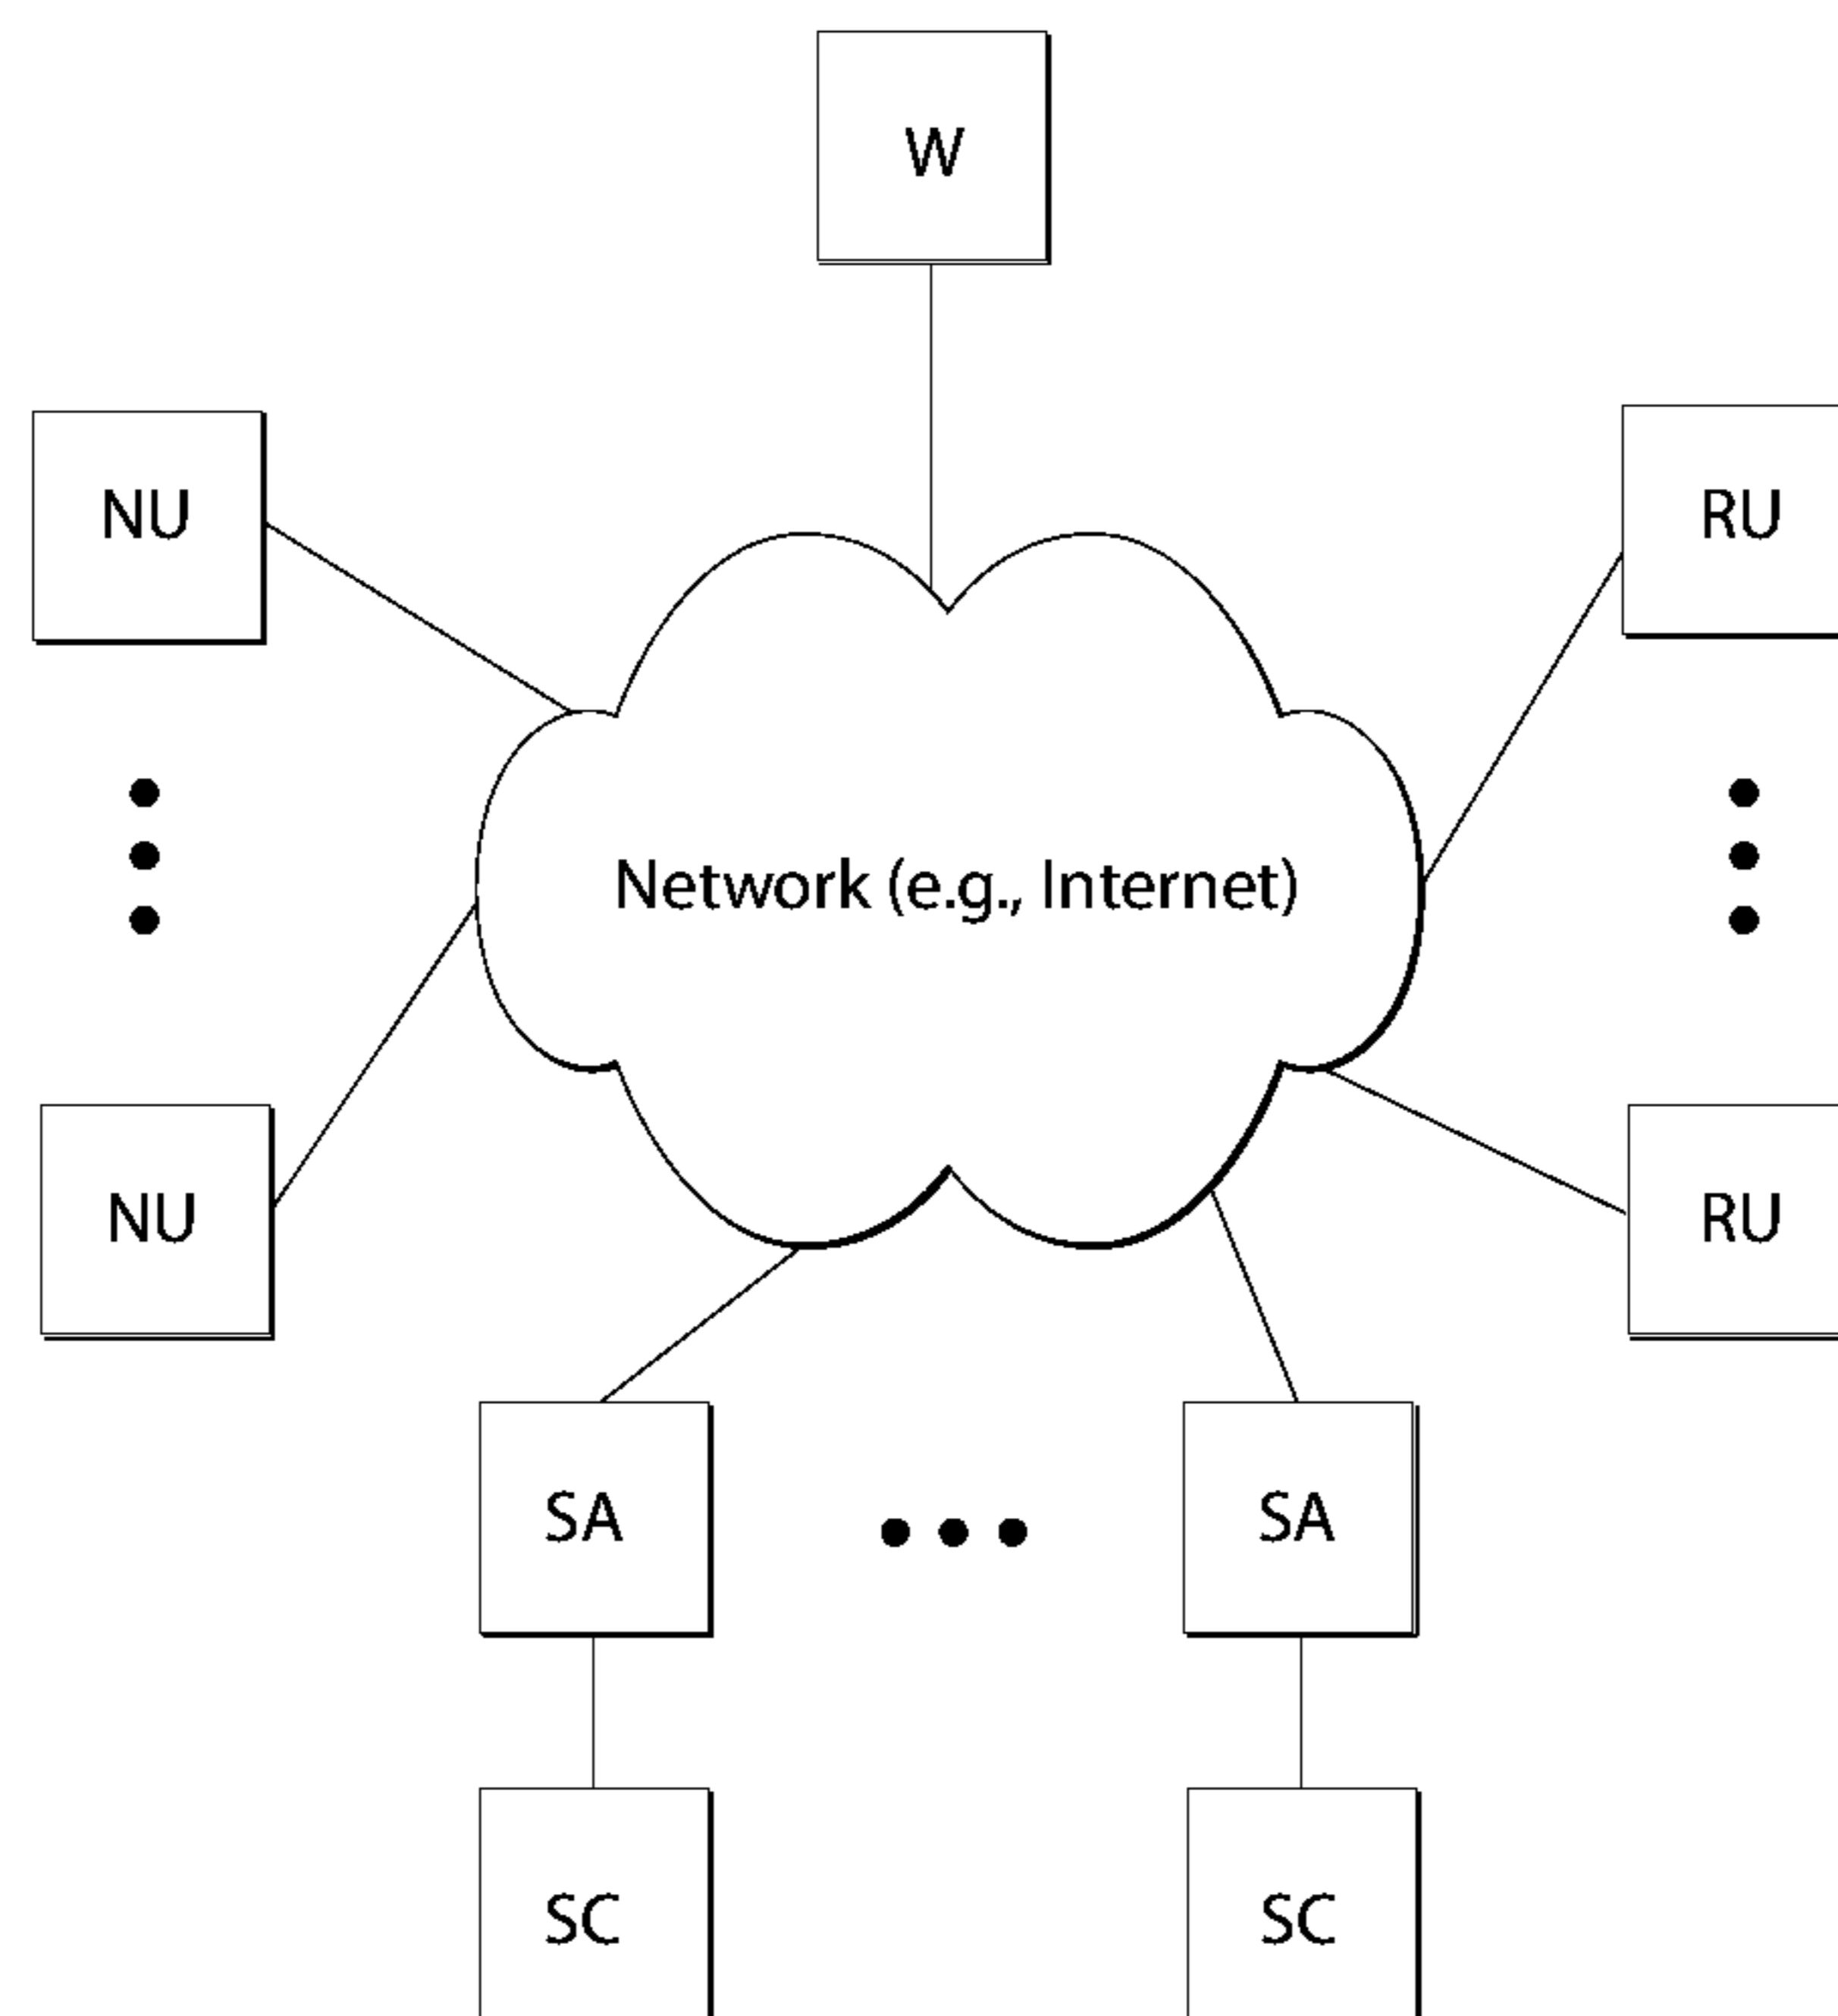 W
NU
RU
Network (e.g., Internet)
NU
RU
SA
SA
SC
SC